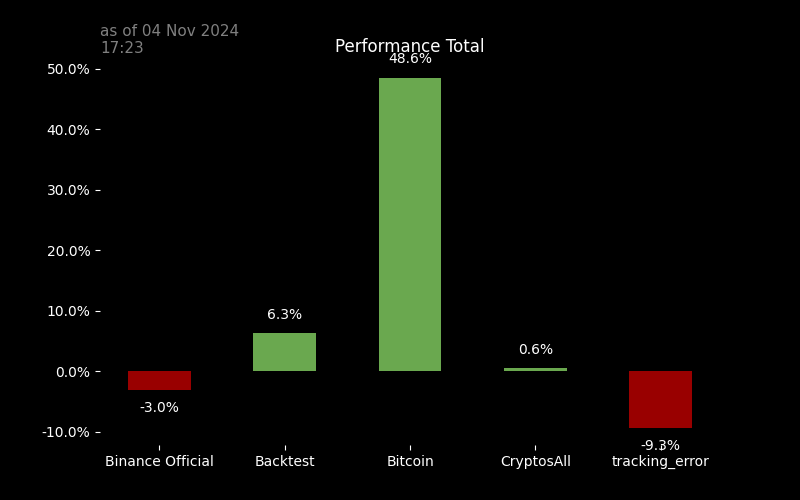 as of 04 Nov 2024
17:23
Performance Total
50.0%
40.0%
30.0%
20.0%
10.0%
0.0%
-10.0%
-3.0%
6.3%
48.6%
0.6%
-9.3%
Binance Official
Backtest
Bitcoin
CryptosAll
tracking_error